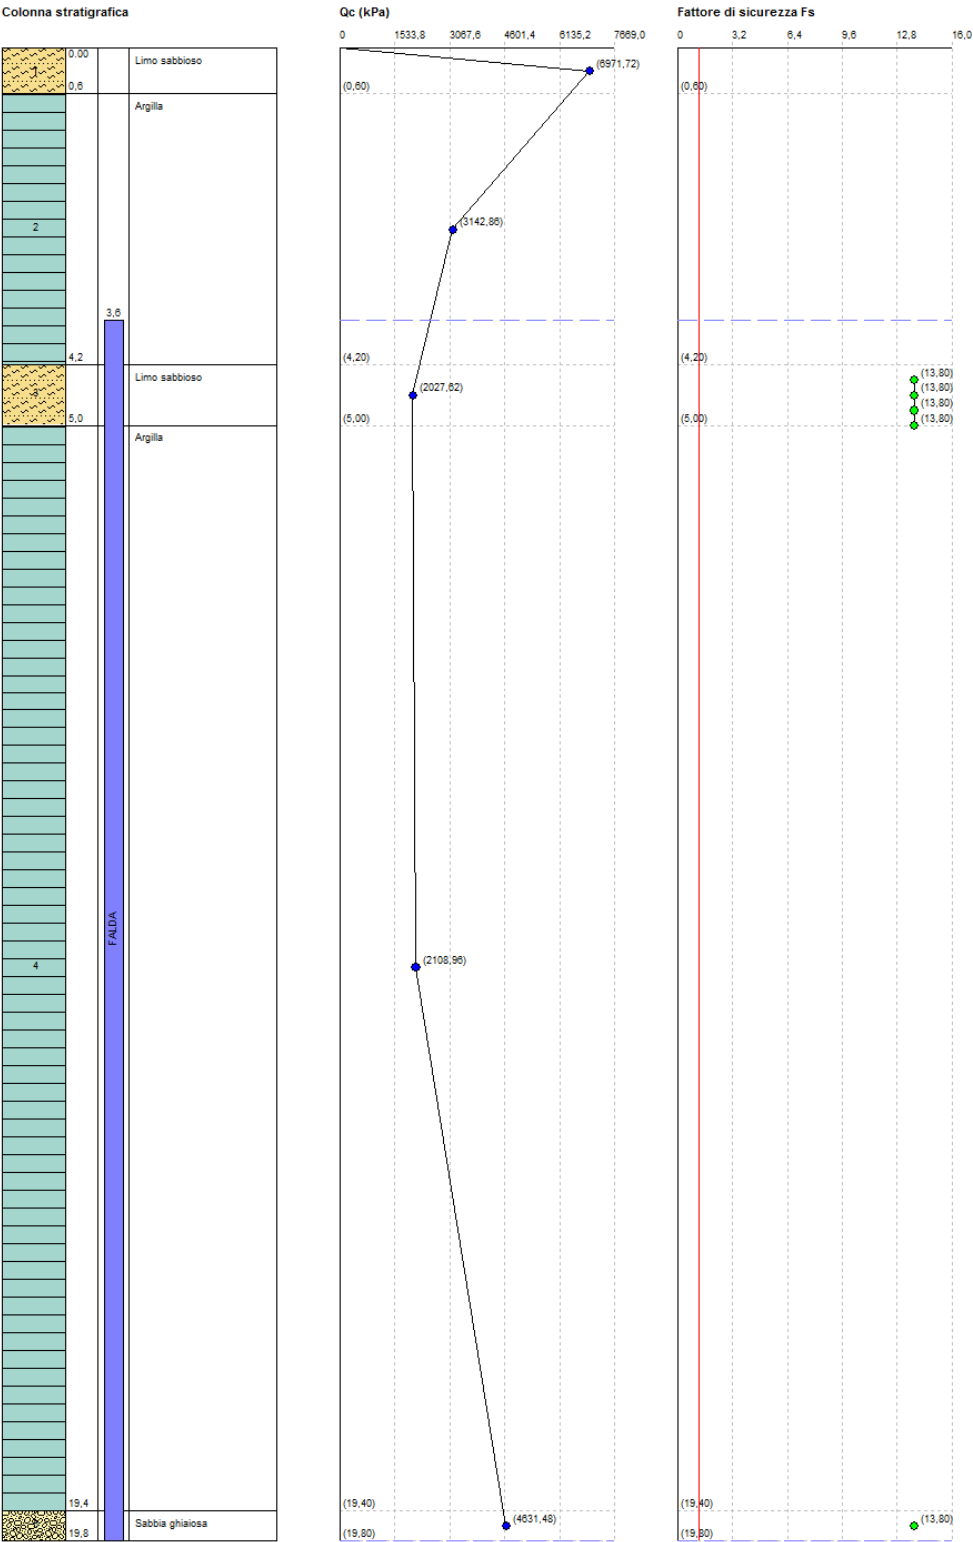 Colonna stratigrafica
Qc (kPa)
Fattore di sicurezza Fs
0 1533,8 3067,6 4601,4 6135,2 7669,0
0 3,2 6,4 9,6 12,8 16,0
0.00
Limo sabbioso
1
0,6
(6971,72)
(0,60)
(0,60)
Argilla
2
(3142,86)
3,6
4,2
(4,20)
(4,20)
Limo sabbioso
3
(2027,62)
(13,80)
(13,80)
(13,80)
(13,80)
5,0
(5,00)
(5,00)
Argilla
FALDA
4
(2108,96)
19,4
(19,40)
(19,40)
Sabbia ghiaiosa
(4631,48)
(13,80)
19,8
(19,80)
(19,80)